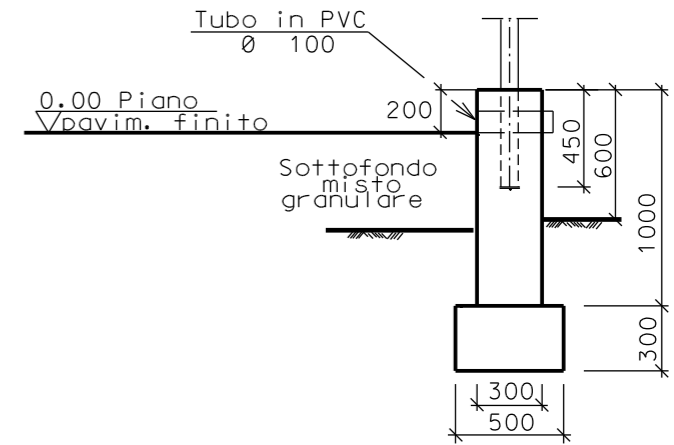 Tubo in PVC
Ø 100
0.00 Piano
pavim. finito
200
Sottofondo
misto
granulare
450
600
1000
300
300
500